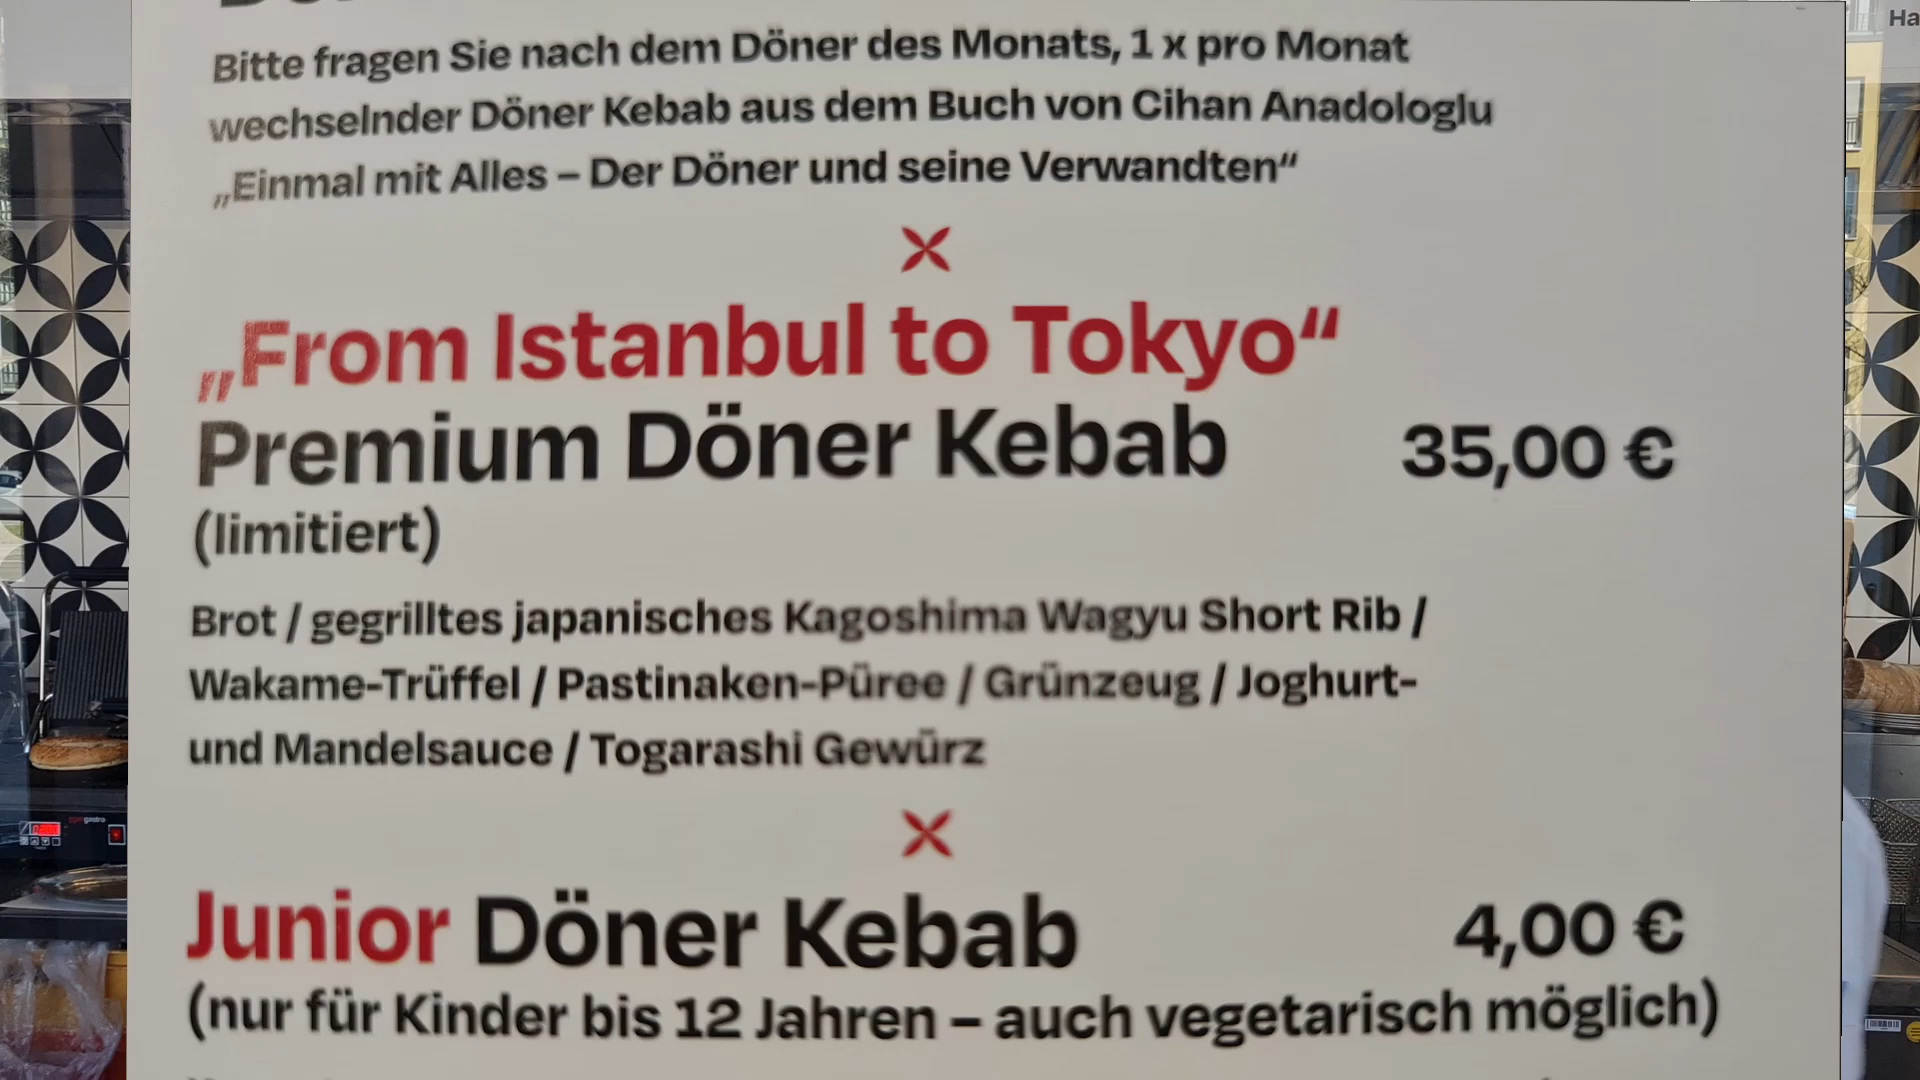 Bitte fragen Sie nach dem Döner des Monats, 1 x pro Monat
wechselnder Döner Kebab aus dem Buch von Cihan Anadologlu
„Einmal mit Alles – Der Döner und seine Verwandten“
„From Istanbul to Tokyo“
Premium Döner Kebab 35,00 €
(limitiert)
Brot / gegrilltes japanisches Kagoshima Wagyu Short Rib /
Wakame-Trüffel / Pastinaken-Püree / Grünzeug / Joghurt-
und Mandelsauce / Togarashi Gewürz
Junior Döner Kebab 4,00 €
(nur für Kinder bis 12 Jahren – auch vegetarisch möglich)